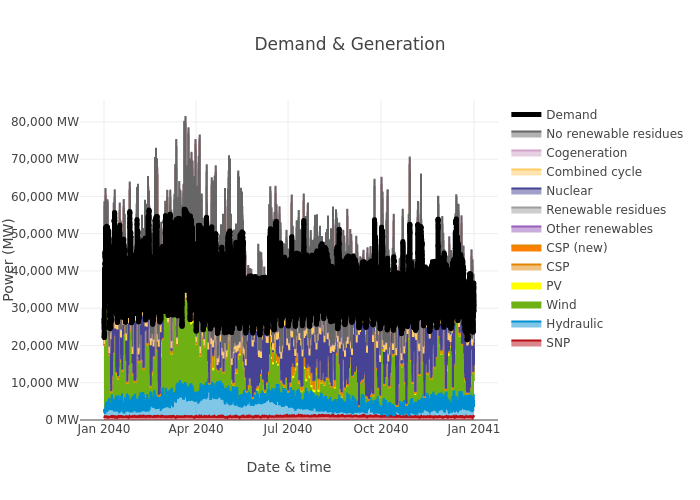 Demand & Generation
80,000 MW
70,000 MW
60,000 MW
50,000 MW
40,000 MW
30,000 MW
20,000 MW
10,000 MW
0 MW
Power (MW)
Jan 2040
Apr 2040
Jul 2040
Oct 2040
Jan 2041
Date & time
Demand
No renewable residues
Cogeneration
Combined cycle
Nuclear
Renewable residues
Other renewables
CSP (new)
CSP
PV
Wind
Hydraulic
SNP